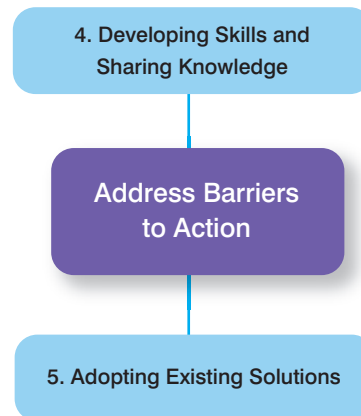 4. Developing Skills and
Sharing Knowledge
Address Barriers
to Action
5. Adopting Existing Solutions